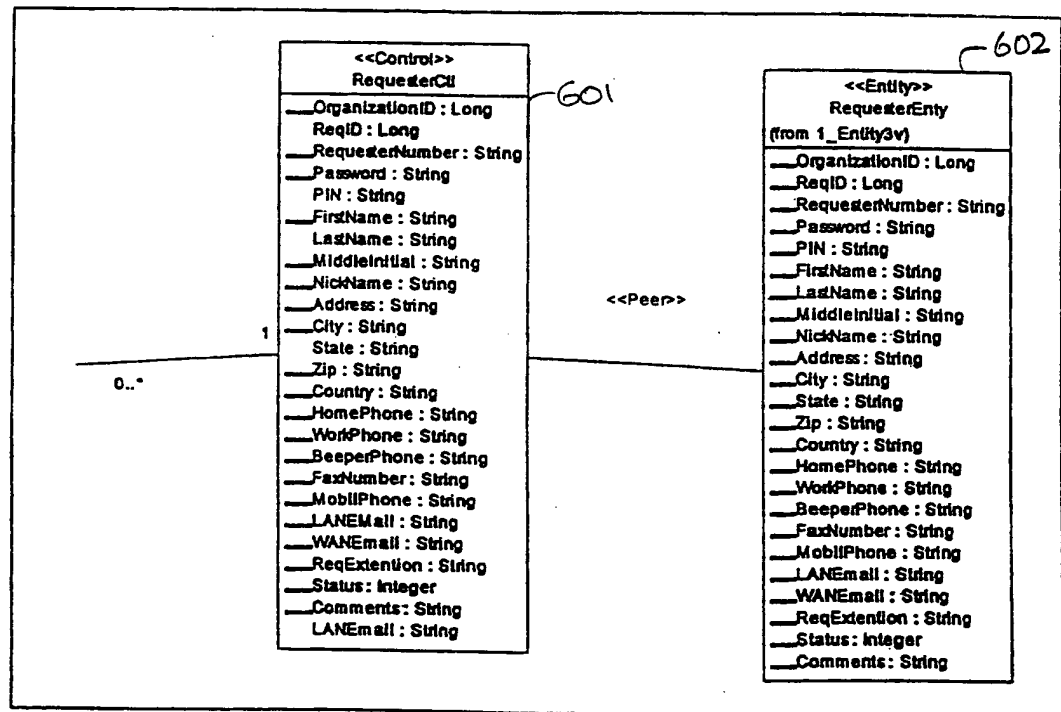 601
<<Control>>
RequesterCtl
OrganizationID : Long
ReqID : Long
RequesterNumber : String
Password : String
PIN : String
FirstName : String
LastName : String
MiddleInitial : String
NickName : String
Address : String
City : String
State : String
Zip : String
Country : String
HomePhone : String
WorkPhone : String
BeeperPhone : String
FaxNumber : String
MobilPhone : String
LANEMail : String
WANEmail : String
ReqExtention : String
Status : Integer
Comments : String
LANEmail : String
1
0..*
<<Peer>>
602
<<Entity>>
RequesterEnty
(from 1_Entity3v)
OrganizationID : Long
ReqID : Long
RequesterNumber : String
Password : String
PIN : String
FirstName : String
LastName : String
MiddleInitial : String
NickName : String
Address : String
City : String
State : String
Zip : String
Country : String
HomePhone : String
WorkPhone : String
BeeperPhone : String
FaxNumber : String
MobilPhone : String
LANEmail : String
WANEmail : String
ReqExtention : String
Status : Integer
Comments : String